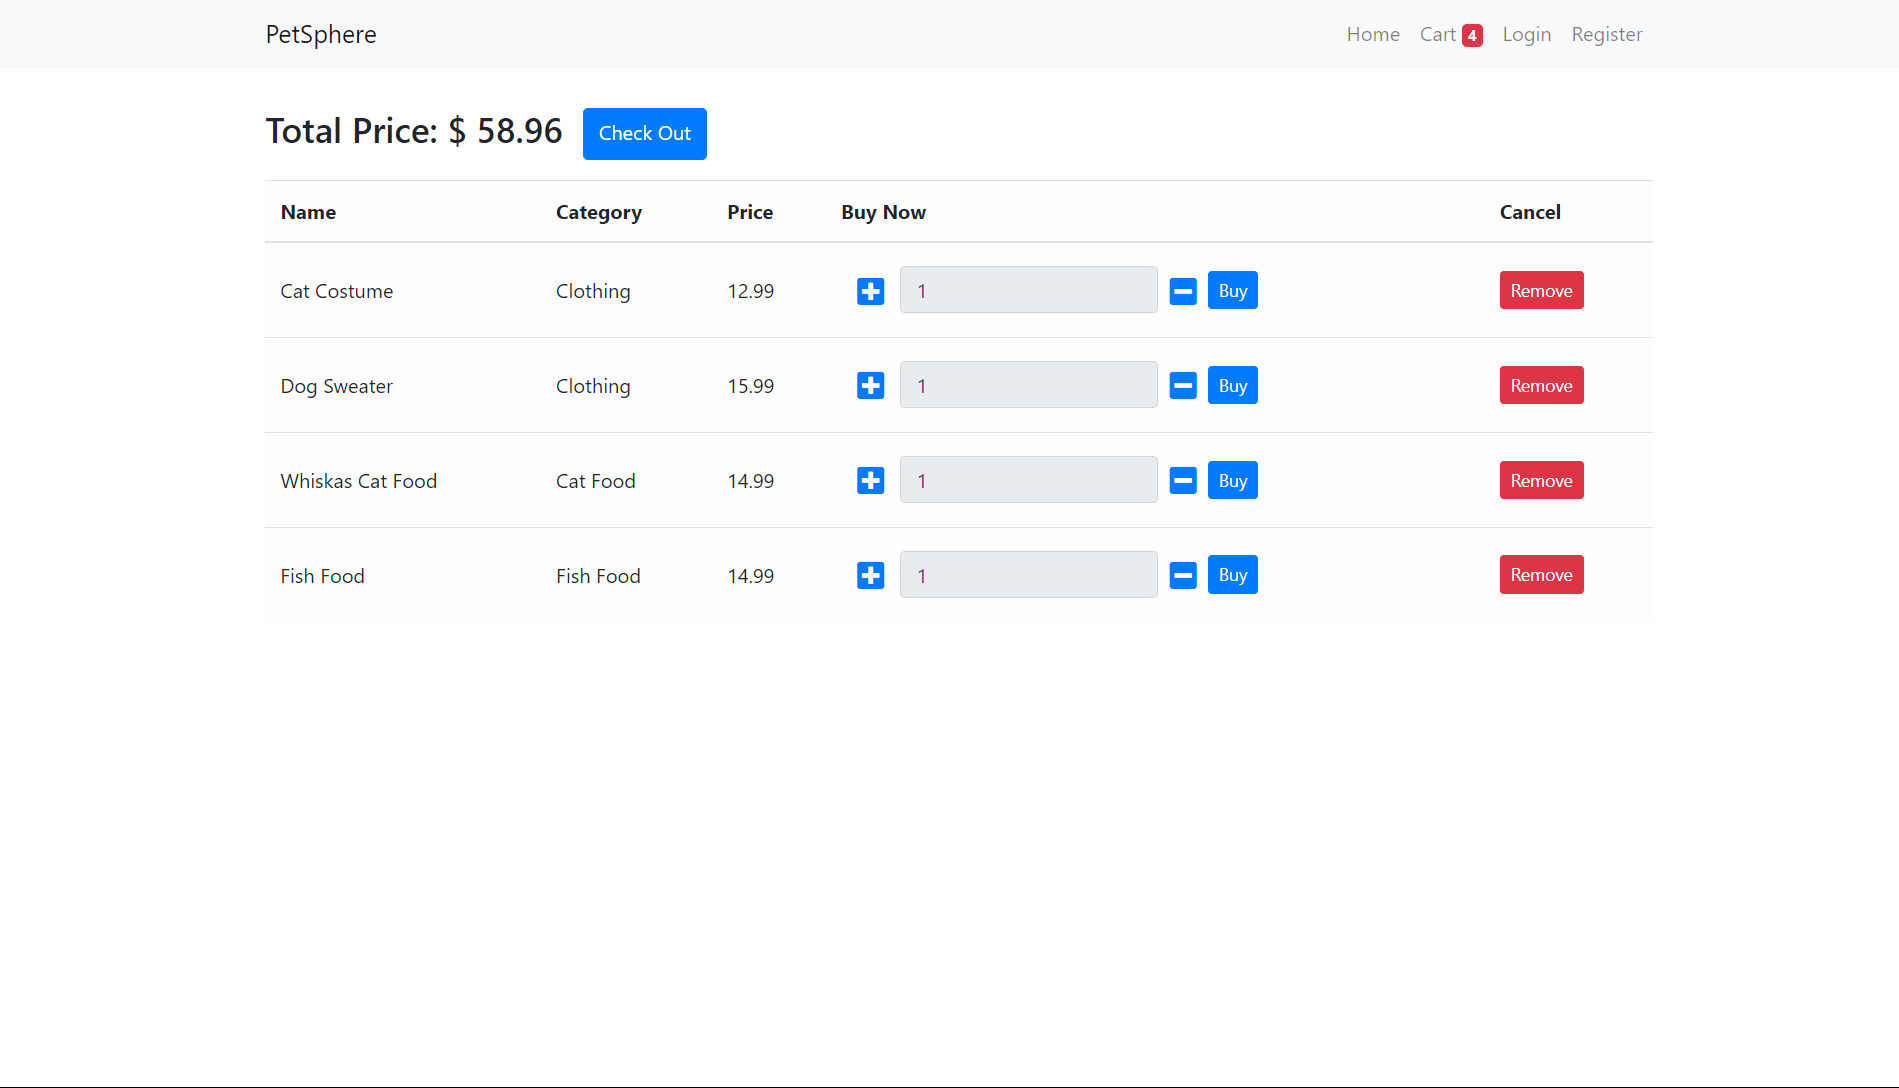 PetSphere Home Cart 4 Login Register
Total Price: $ 58.96 Check Out
Name Category Price Buy Now Cancel
Cat Costume Clothing 12.99 1 Buy Remove
Dog Sweater Clothing 15.99 1 Buy Remove
Whiskas Cat Food Cat Food 14.99 1 Buy Remove
Fish Food Fish Food 14.99 1 Buy Remove